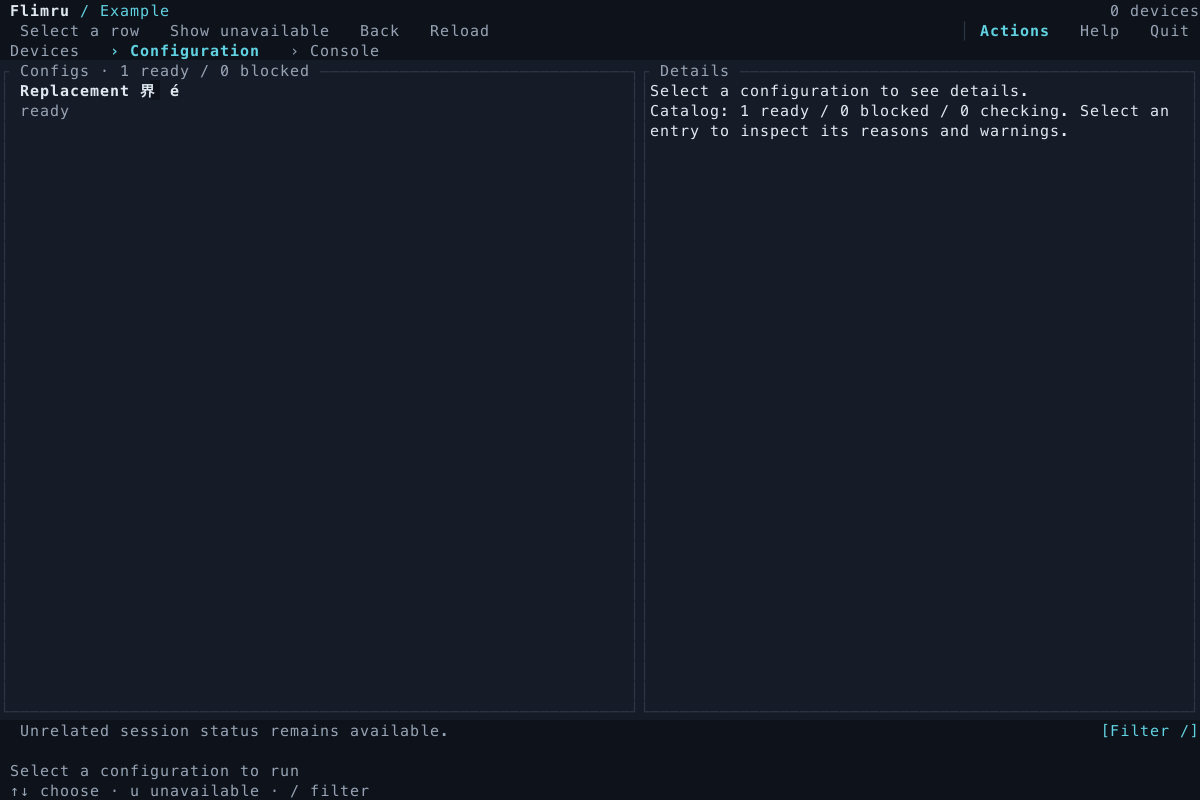 Flimru / Example 0 devices
Select a row Show unavailable Back Reload Actions Help Quit
Devices › Configuration › Console
Configs · 1 ready / 0 blocked
Replacement 界 é
ready
Details
Select a configuration to see details.
Catalog: 1 ready / 0 blocked / 0 checking. Select an
entry to inspect its reasons and warnings.
Unrelated session status remains available. [Filter /]
Select a configuration to run
↑↓ choose · u unavailable · / filter